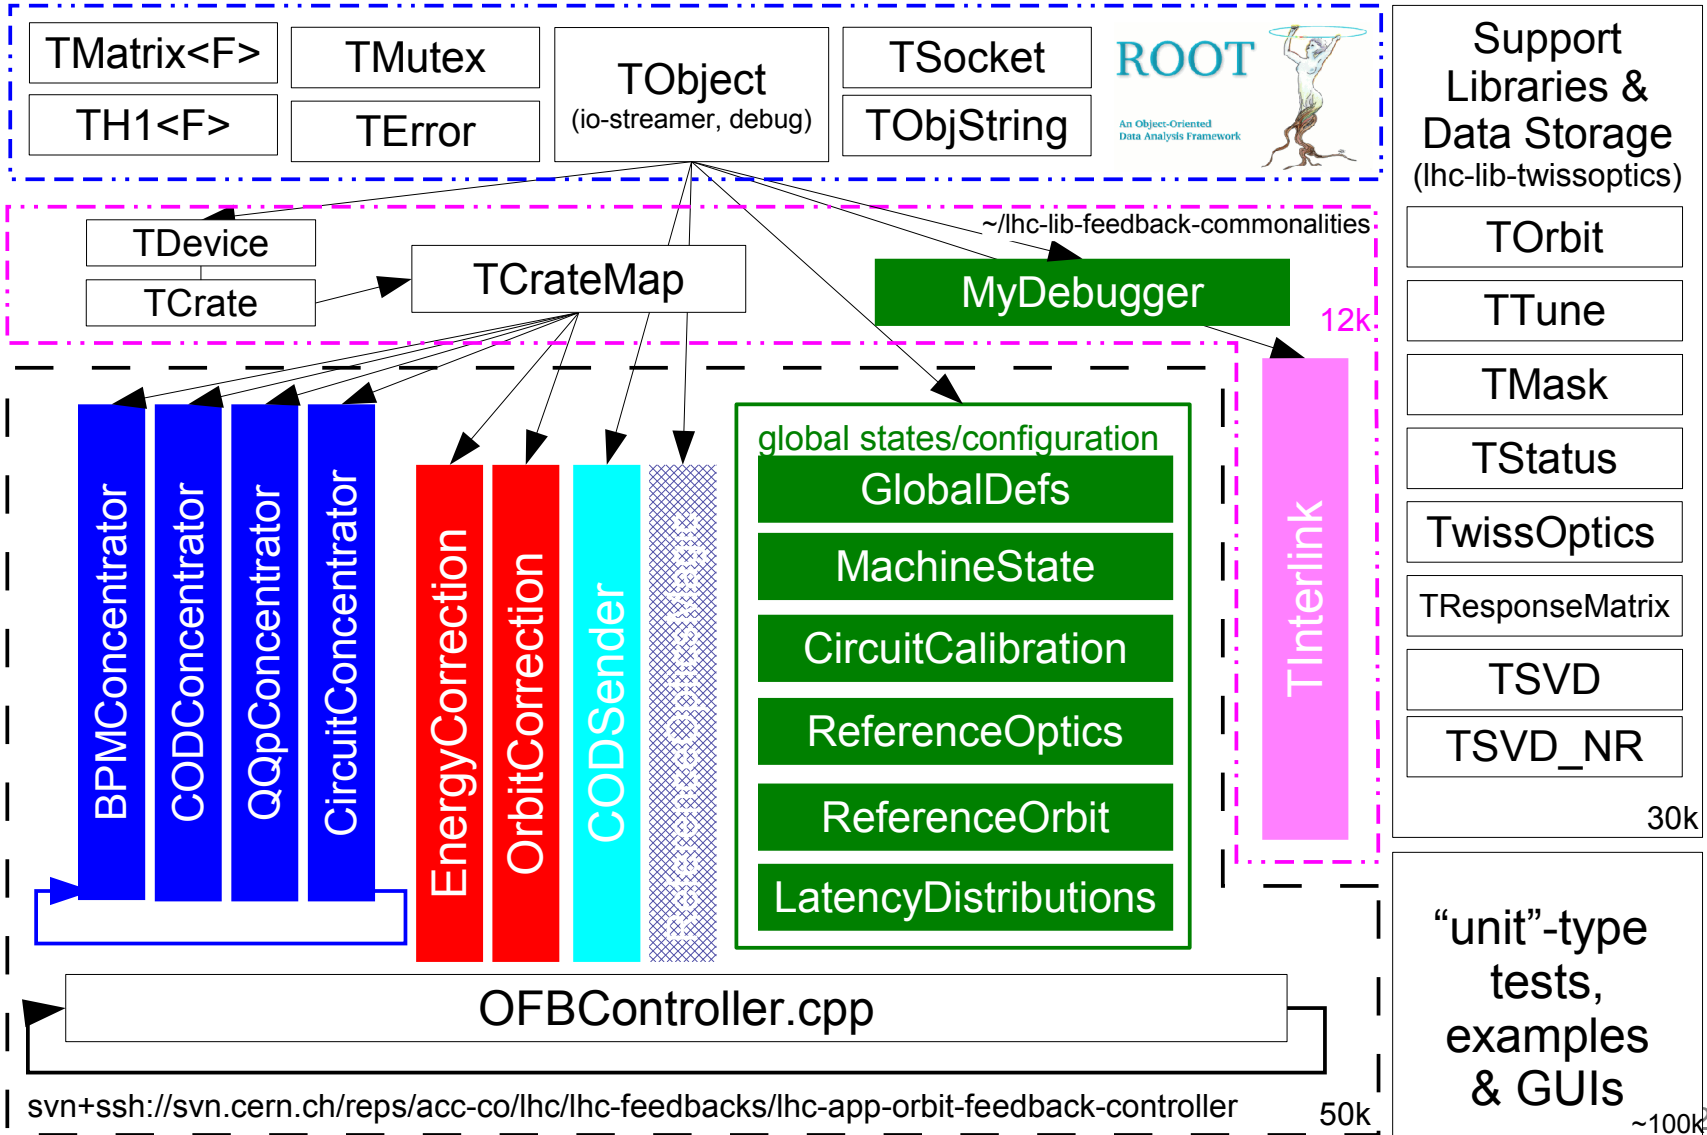 TMatrix<F>
TMutex
TObject
(io-streamer, debug)
TSocket
ROOT
TH1<F>
TError
TObjString
An Object-Oriented
Data Analysis Framework
~/lhc-lib-feedback-commonalities
TDevice
TCrate
TCrateMap
MyDebugger
12k
BPMConcentrator
CODConcentrator
QQpConcentrator
CircuitConcentrator
EnergyCorrection
OrbitCorrection
CODSender
global states/configuration
GlobalDefs
MachineState
CircuitCalibration
ReferenceOptics
ReferenceOrbit
LatencyDistributions
TInterlink
OFBController.cpp
svn+ssh://svn.cern.ch/reps/acc-co/lhc/lhc-feedbacks/lhc-app-orbit-feedback-controller
50k
Support
Libraries &
Data Storage
(lhc-lib-twissoptics)
TOrbit
TTune
TMask
TStatus
TwissOptics
TResponseMatrix
TSVD
TSVD_NR
30k
“unit”-type
tests,
examples
& GUIs
~100k